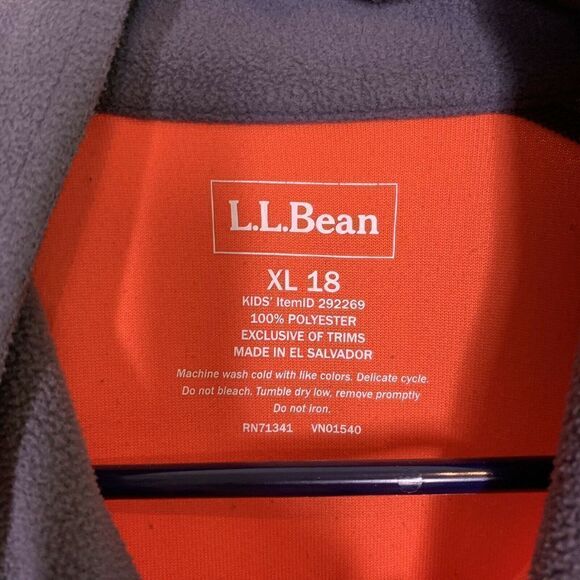 L.L.Bean
XL 18
KIDS' ItemID 292269
100% POLYESTER
EXCLUSIVE OF TRIMS
MADE IN EL SALVADOR
Machine wash cold with like colors. Delicate cycle.
Do not bleach. Tumble dry low, remove promptly
Do not iron.
RN71341 VN01540